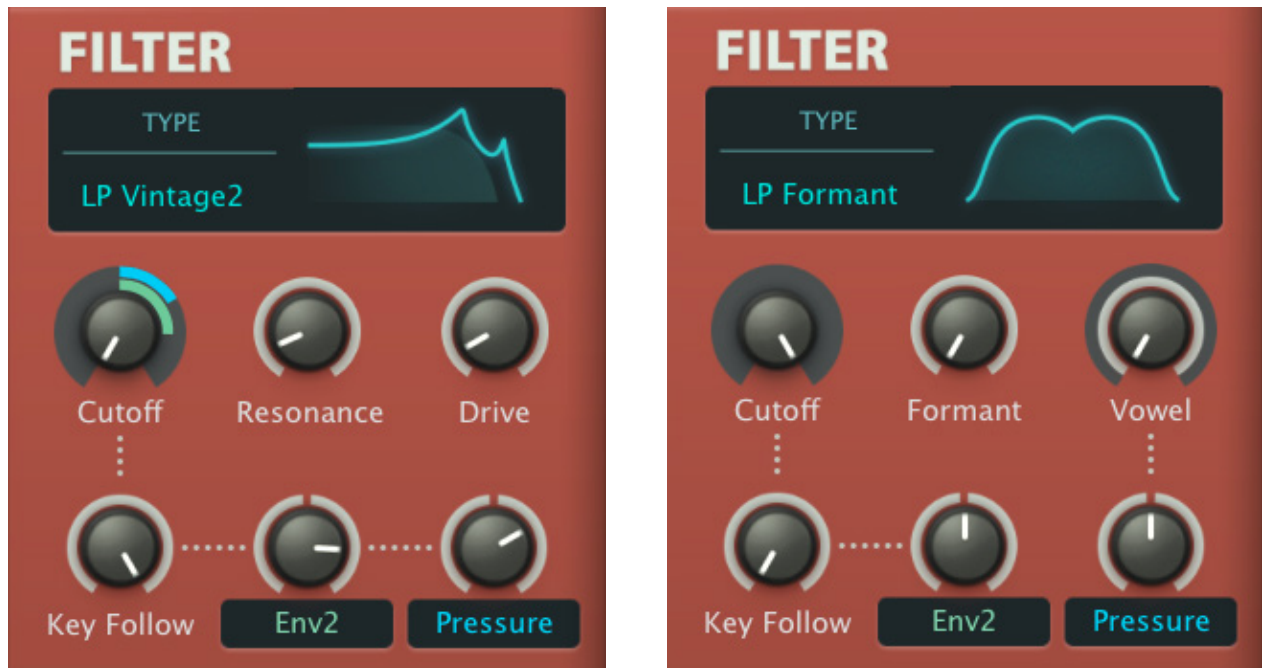 FILTER
TYPE
LP Vintage2
Cutoff
Resonance
Drive
Key Follow
Env2
Pressure
FILTER
TYPE
LP Formant
Cutoff
Formant
Vowel
Key Follow
Env2
Pressure